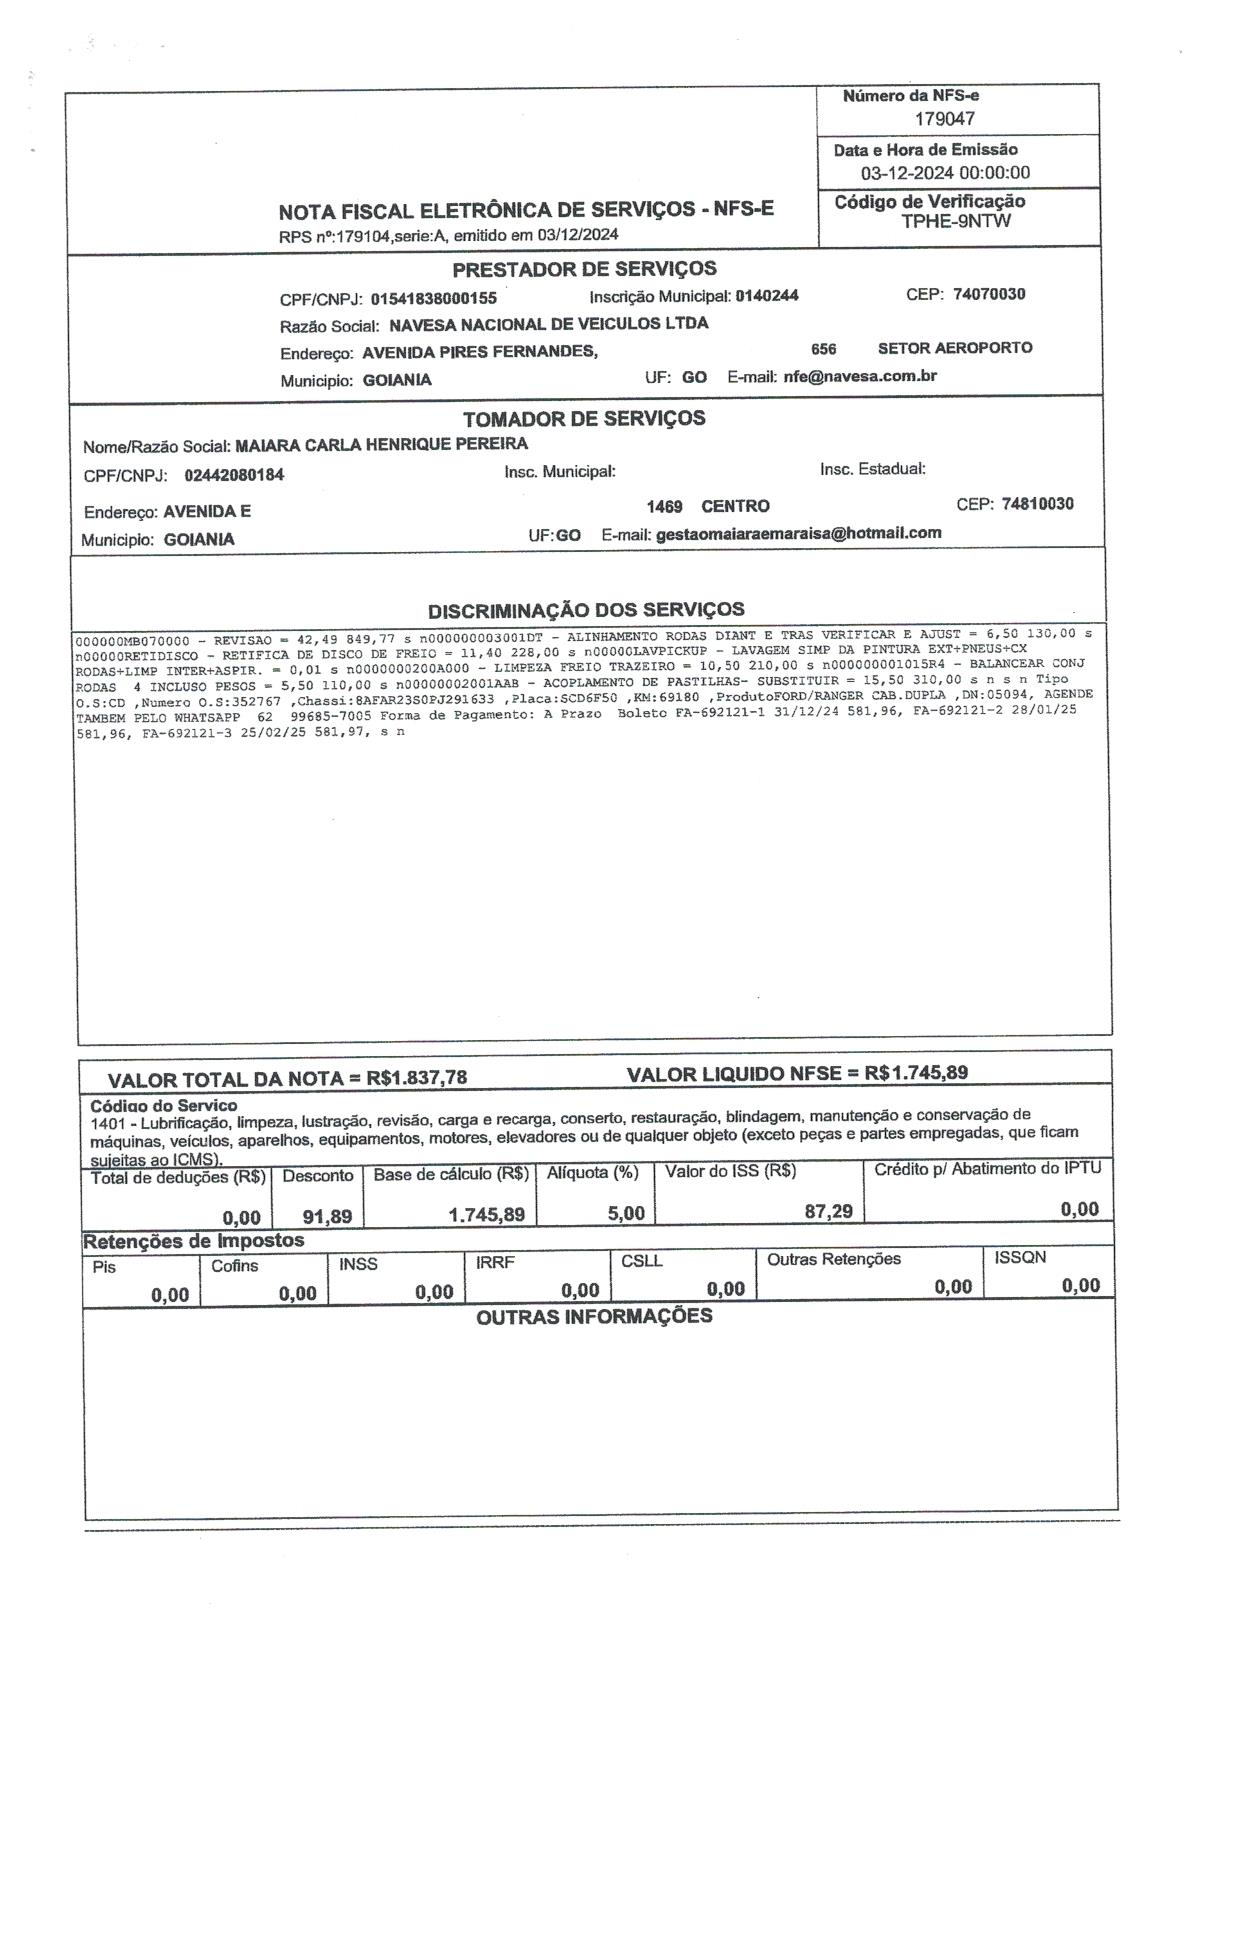 Número da NFS-e
179047
Data e Hora de Emissão
03-12-2024 00:00:00
Código de Verificação
TPHE-9NTW
NOTA FISCAL ELETRÔNICA DE SERVIÇOS - NFS-E
RPS nº:179104,serie:A, emitido em 03/12/2024
PRESTADOR DE SERVIÇOS
CPF/CNPJ: 01541838000155 Inscrição Municipal: 0140244 CEP: 74070030
Razão Social: NAVESA NACIONAL DE VEICULOS LTDA
Endereço: AVENIDA PIRES FERNANDES, 656 SETOR AEROPORTO
Municipio: GOIANIA UF: GO E-mail: nfe@navesa.com.br
TOMADOR DE SERVIÇOS
Nome/Razão Social: MAIARA CARLA HENRIQUE PEREIRA
CPF/CNPJ: 02442080184 Insc. Municipal: Insc. Estadual:
Endereço: AVENIDA E 1469 CENTRO CEP: 74810030
Municipio: GOIANIA UF:GO E-mail: gestaomaiaraemaraisa@hotmail.com
DISCRIMINAÇÃO DOS SERVIÇOS
000000MB070000 - REVISAO = 42,49 849,77 s n000000003001DT - ALINHAMENTO RODAS DIANT E TRAS VERIFICAR E AJUST = 6,50 130,00 s
n00000RETIDISCO - RETIFICA DE DISCO DE FREIO = 11,40 228,00 s n00000LAVPICKUP - LAVAGEM SIMP DA PINTURA EXT+PNEUS+CX
RODAS+LIMP INTER+ASPIR. = 0,01 s n0000000200A000 - LIMPEZA FREIO TRAZEIRO = 10,50 210,00 s n000000001015R4 - BALANCEAR CONJ
RODAS 4 INCLUSO PESOS = 5,50 110,00 s n00000002001AAB - ACOPLAMENTO DE PASTILHAS- SUBSTITUIR = 15,50 310,00 s n s n Tipo
O.S:CD ,Numero O.S:352767 ,Chassi:8AFAR23S0PJ291633 ,Placa:SCD6F50 ,KM:69180 ,ProdutoFORD/RANGER CAB.DUPLA ,DN:05094, AGENDE
TAMBEM PELO WHATSAPP 62 99685-7005 Forma de Pagamento: A Prazo Boleto FA-692121-1 31/12/24 581,96, FA-692121-2 28/01/25
581,96, FA-692121-3 25/02/25 581,97, s n
VALOR TOTAL DA NOTA = R$1.837,78 VALOR LIQUIDO NFSE = R$1.745,89
Código do Servico
1401 - Lubrificação, limpeza, lustração, revisão, carga e recarga, conserto, restauração, blindagem, manutenção e conservação de
máquinas, veículos, aparelhos, equipamentos, motores, elevadores ou de qualquer objeto (exceto peças e partes empregadas, que ficam
sujeitas ao ICMS).
Total de deduções (R$) Desconto Base de cálculo (R$) Alíquota (%) Valor do ISS (R$) Crédito p/ Abatimento do IPTU
0,00 91,89 1.745,89 5,00 87,29 0,00
Retenções de Impostos
Pis Cofins INSS IRRF CSLL Outras Retenções ISSQN
0,00 0,00 0,00 0,00 0,00 0,00 0,00
OUTRAS INFORMAÇÕES